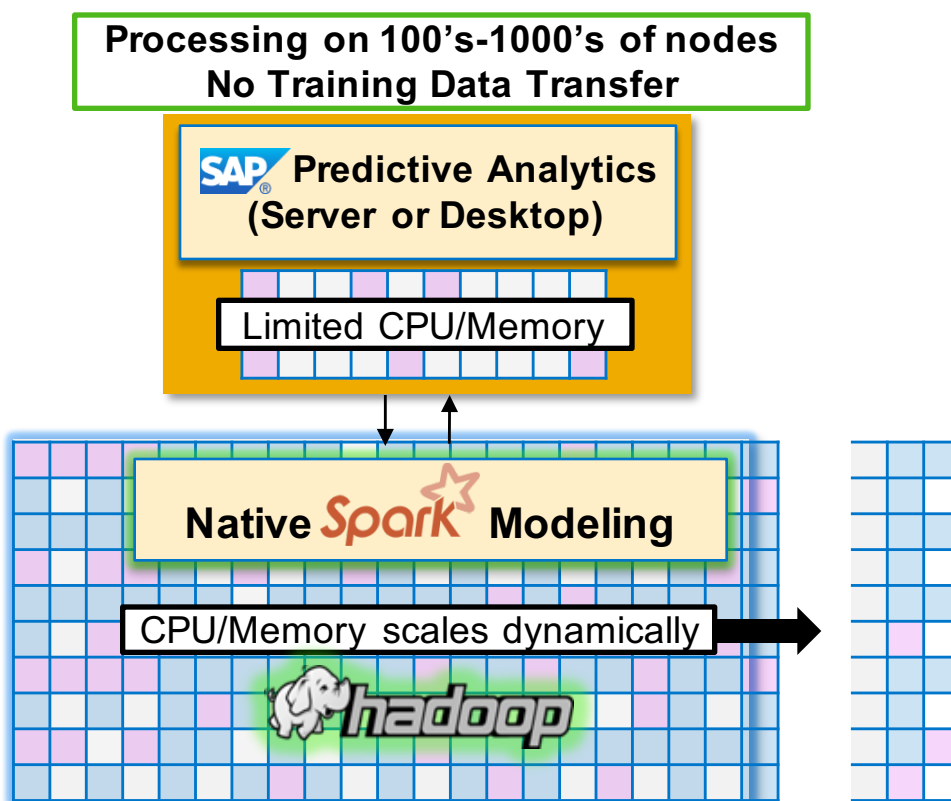 Processing on 100’s-1000’s of nodes
No Training Data Transfer
SAP® Predictive Analytics
(Server or Desktop)
Limited CPU/Memory
Native Spark Modeling
CPU/Memory scales dynamically
hadoop